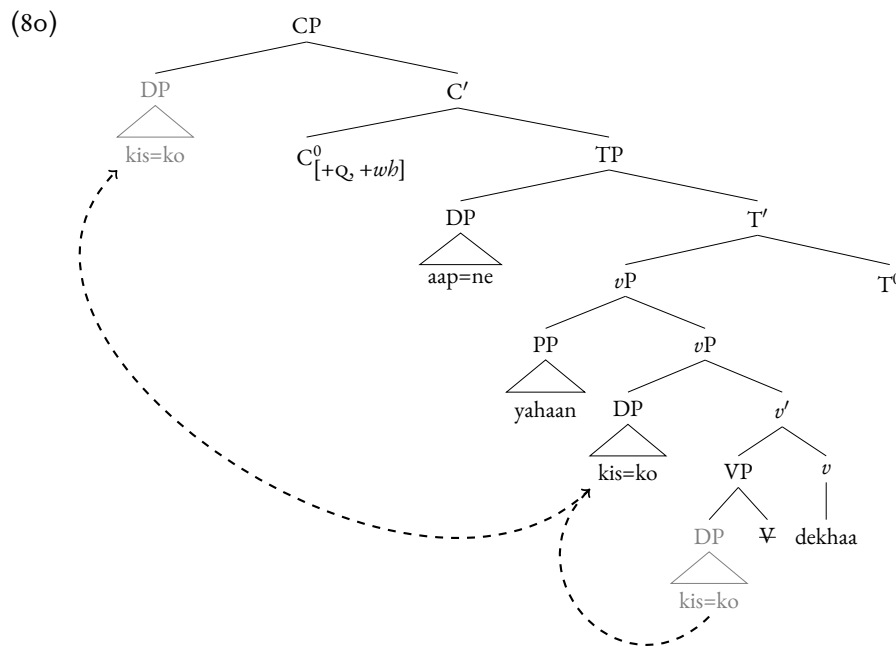 (80)
CP
DP C′
kis=ko C⁰[+Q, +wh] TP
DP T′
aap=ne vP T⁰
PP vP
yahaan DP v′
kis=ko VP v
DP V dekhaa
kis=ko